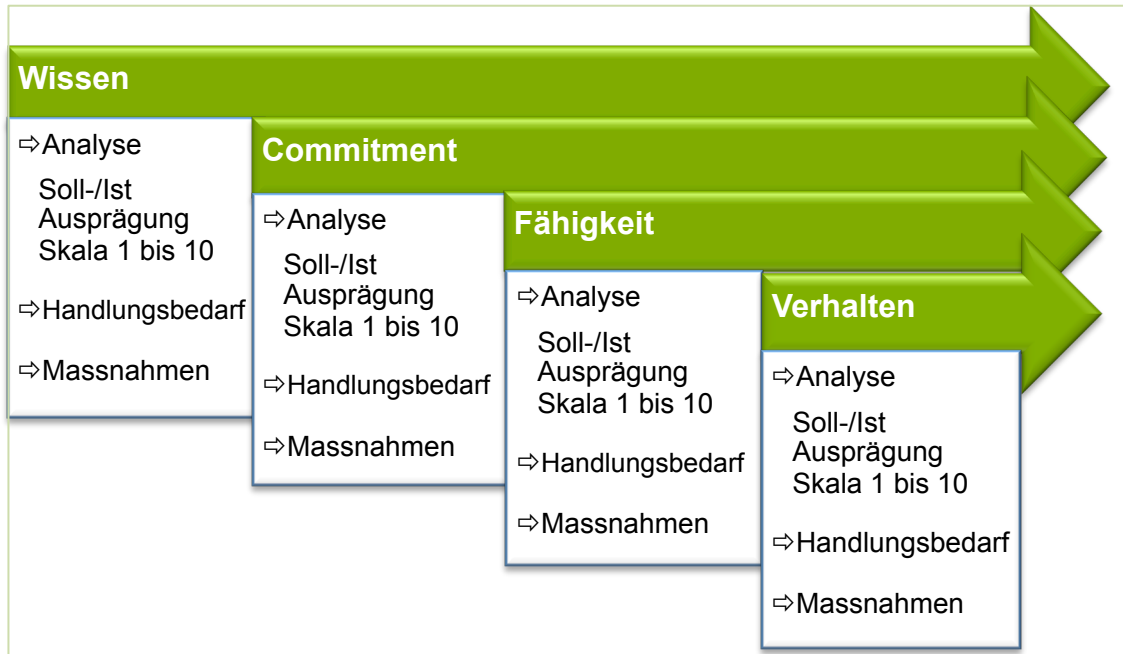 Wissen
⇨Analyse
Soll-/Ist
Ausprägung
Skala 1 bis 10
⇨Handlungsbedarf
⇨Massnahmen
Commitment
⇨Analyse
Soll-/Ist
Ausprägung
Skala 1 bis 10
⇨Handlungsbedarf
⇨Massnahmen
Fähigkeit
⇨Analyse
Soll-/Ist
Ausprägung
Skala 1 bis 10
⇨Handlungsbedarf
⇨Massnahmen
Verhalten
⇨Analyse
Soll-/Ist
Ausprägung
Skala 1 bis 10
⇨Handlungsbedarf
⇨Massnahmen